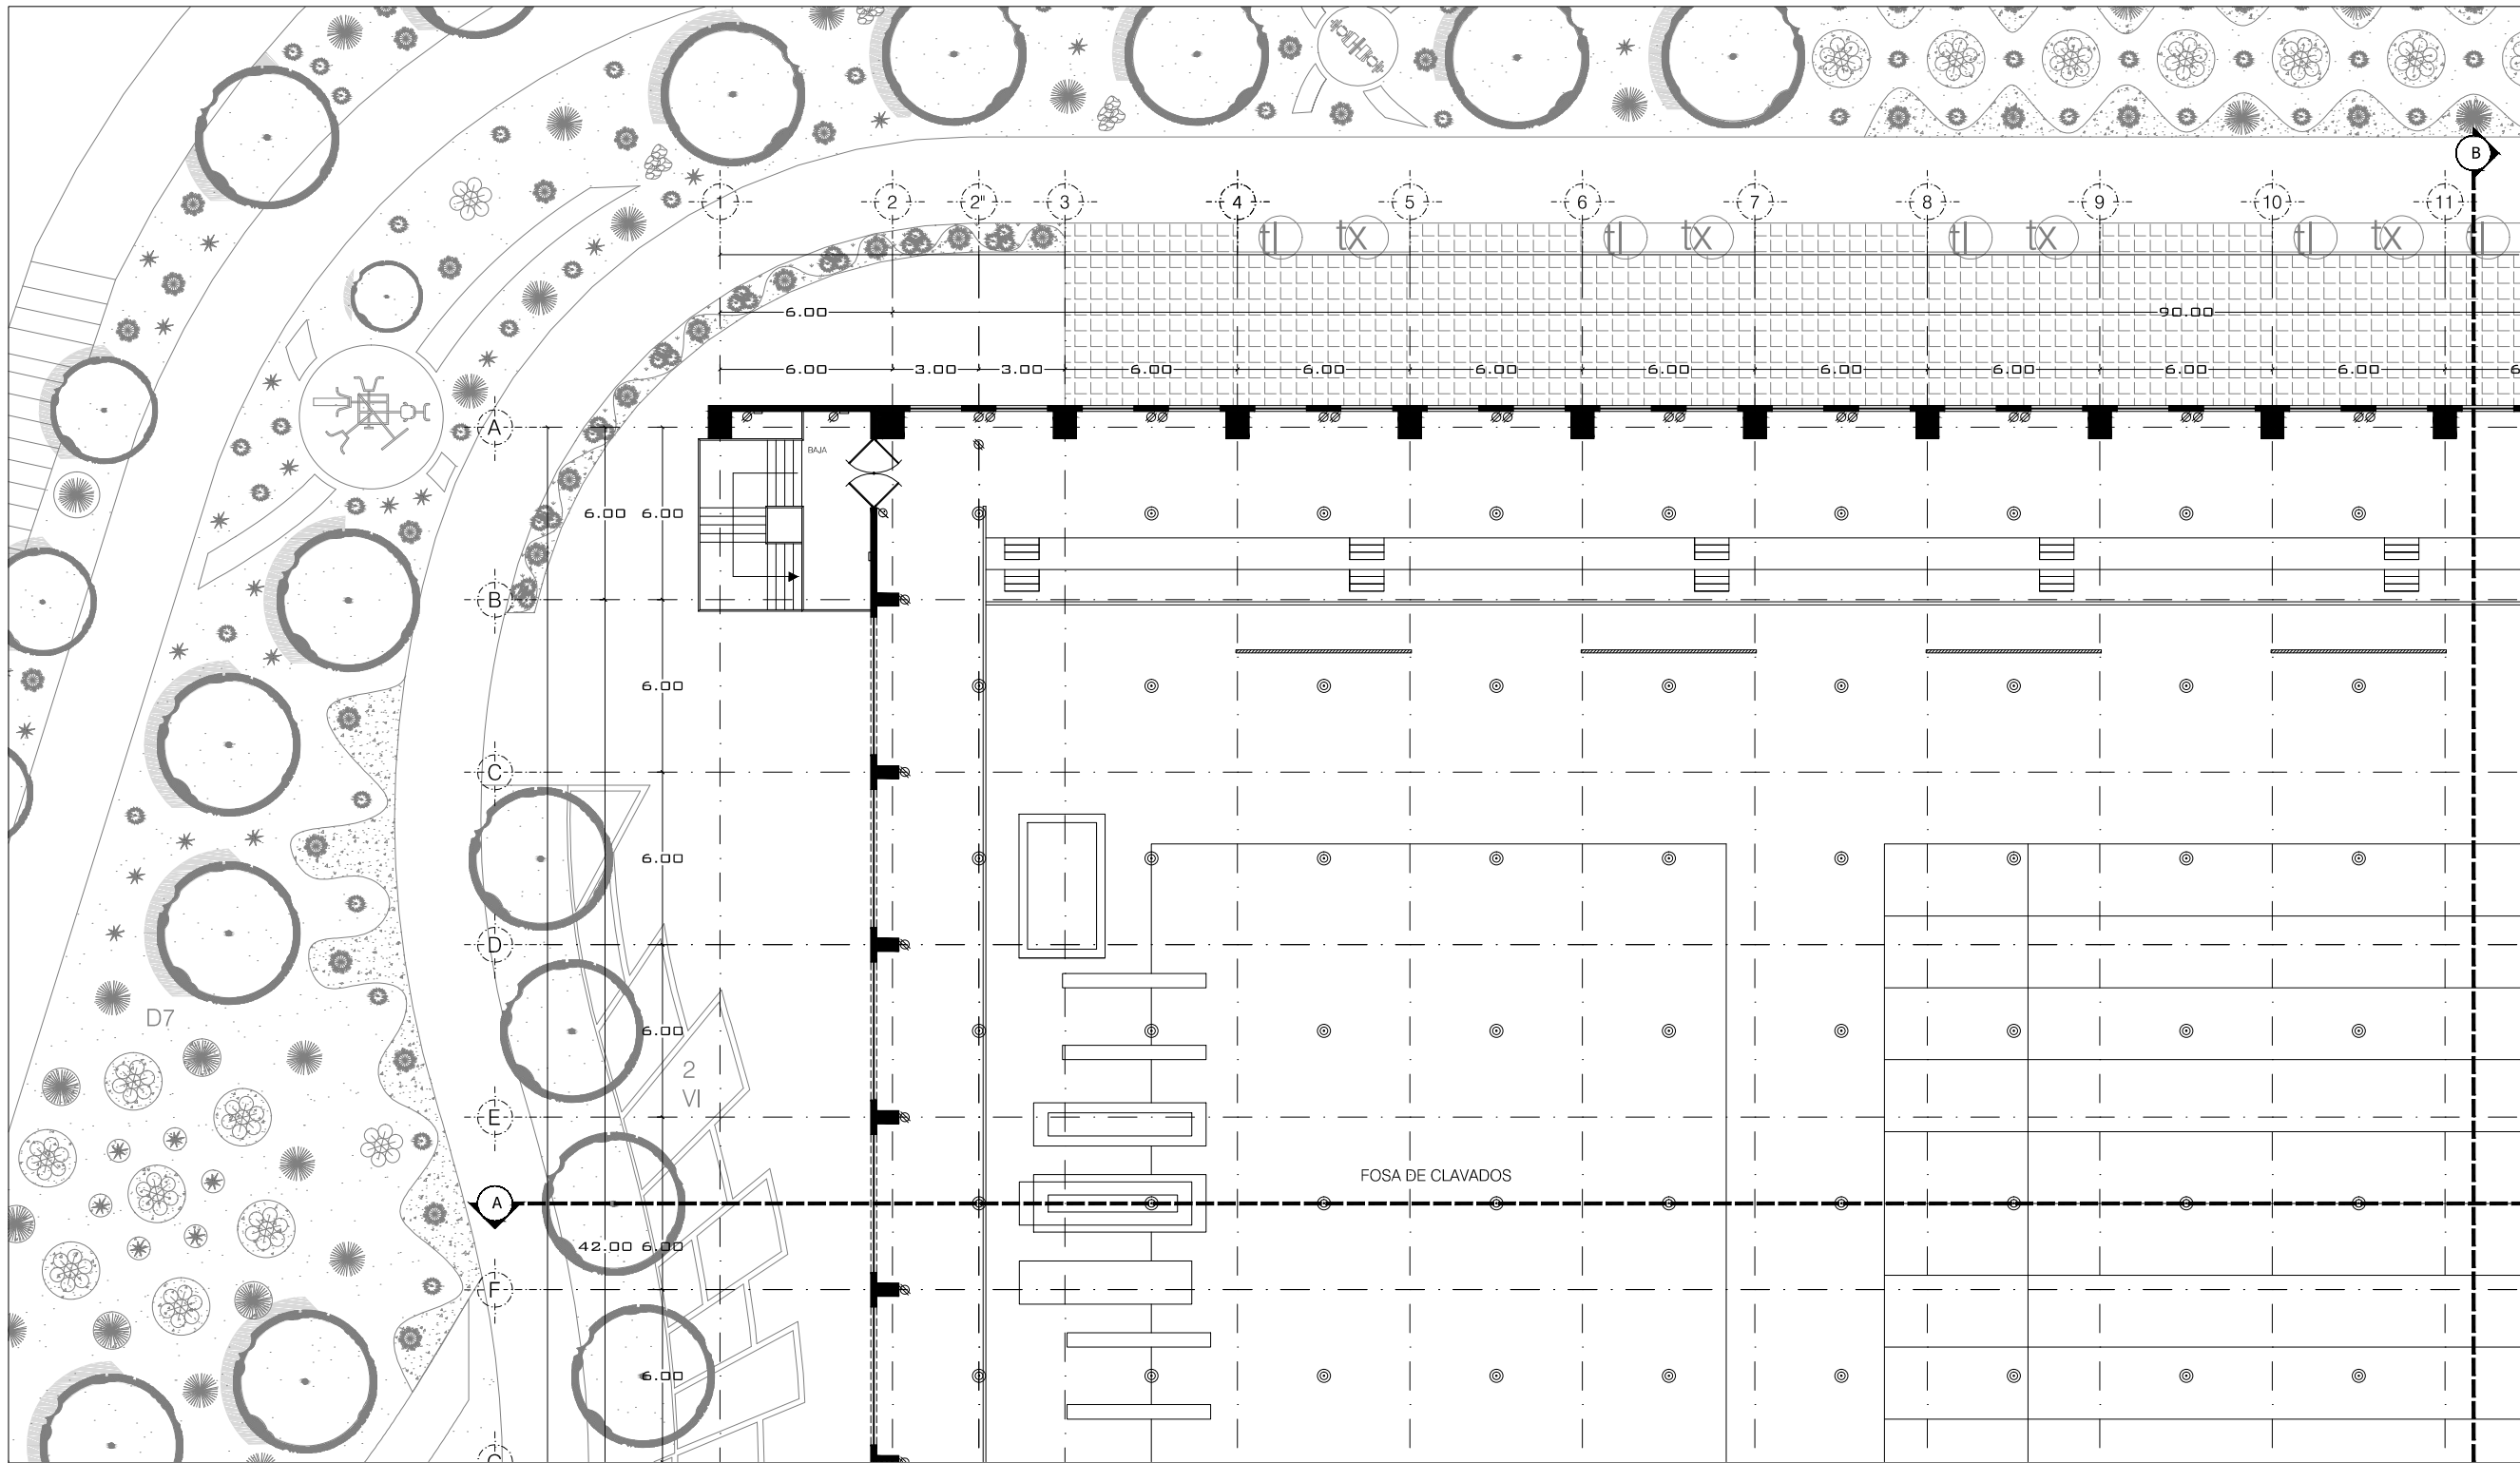 B
1 2 2" 3 4 5 6 7 8 9 10 11
tl tx tl tx tl tx tl tx tl
6.00 90.00
6.00 3.00 3.00 6.00 6.00 6.00 6.00 6.00 6.00 6.00 6.00 6
A
BAJA
6.00 6.00
B
6.00
C
6.00
D
D7
6.00
2
VI
E
FOSA DE CLAVADOS
A
42.00 6.00
F
6.00